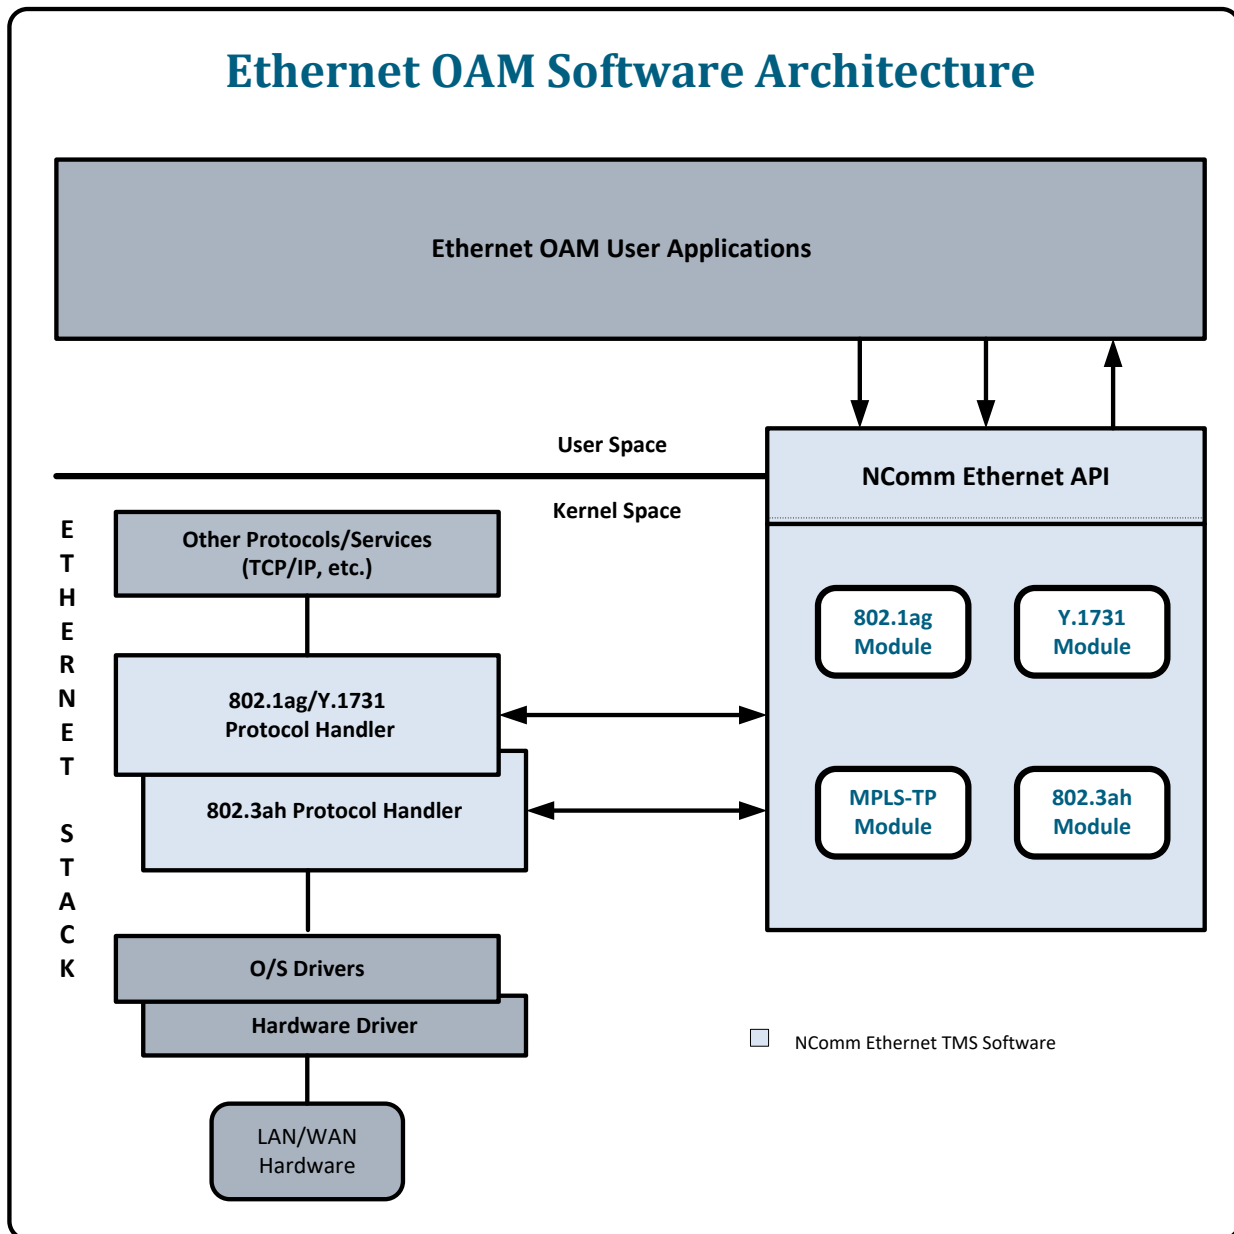 Ethernet OAM Software Architecture
Ethernet OAM User Applications
User Space
NComm Ethernet API
Kernel Space
E
T
H
E
R
N
E
T
S
T
A
C
K
Other Protocols/Services
(TCP/IP, etc.)
802.1ag/Y.1731
Protocol Handler
802.3ah Protocol Handler
O/S Drivers
Hardware Driver
LAN/WAN
Hardware
802.1ag
Module
Y.1731
Module
MPLS-TP
Module
802.3ah
Module
NComm Ethernet TMS Software